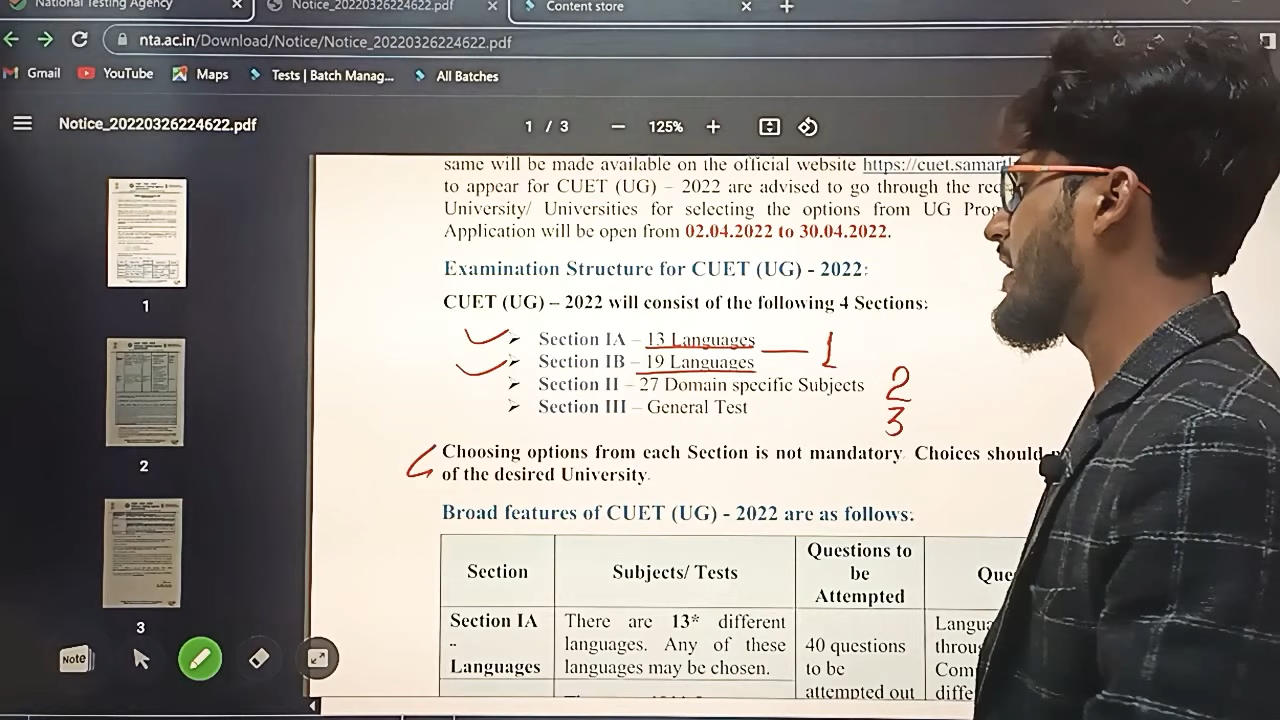 National Testing Agency
Notice_20220326224622.pdf
Content store
nta.ac.in/Download/Notice/Notice_20220326224622.pdf
Gmail
YouTube
Maps
Tests | Batch Manag...
All Batches
Notice_20220326224622.pdf
1 / 3
125%
same will be made available on the official website https://cuet.samarth
to appear for CUET (UG) – 2022 are advised to go through the
University/ Universities for selecting the options from UG
Application will be open from 02.04.2022 to 30.04.2022.
Examination Structure for CUET (UG) - 2022:
CUET (UG) – 2022 will consist of the following 4 Sections:
Section IA – 13 Languages
1
Section IB – 19 Languages
Section II – 27 Domain specific Subjects
2
Section III – General Test
3
Choosing options from each Section is not mandatory. Choices should
of the desired University.
Broad features of CUET (UG) - 2022 are as follows:
Section
Subjects/ Tests
Questions to
be
Attempted
Section IA
--
Languages
There are 13* different
languages. Any of these
languages may be chosen.
40 questions
to be
attempted out
1
2
3
Note